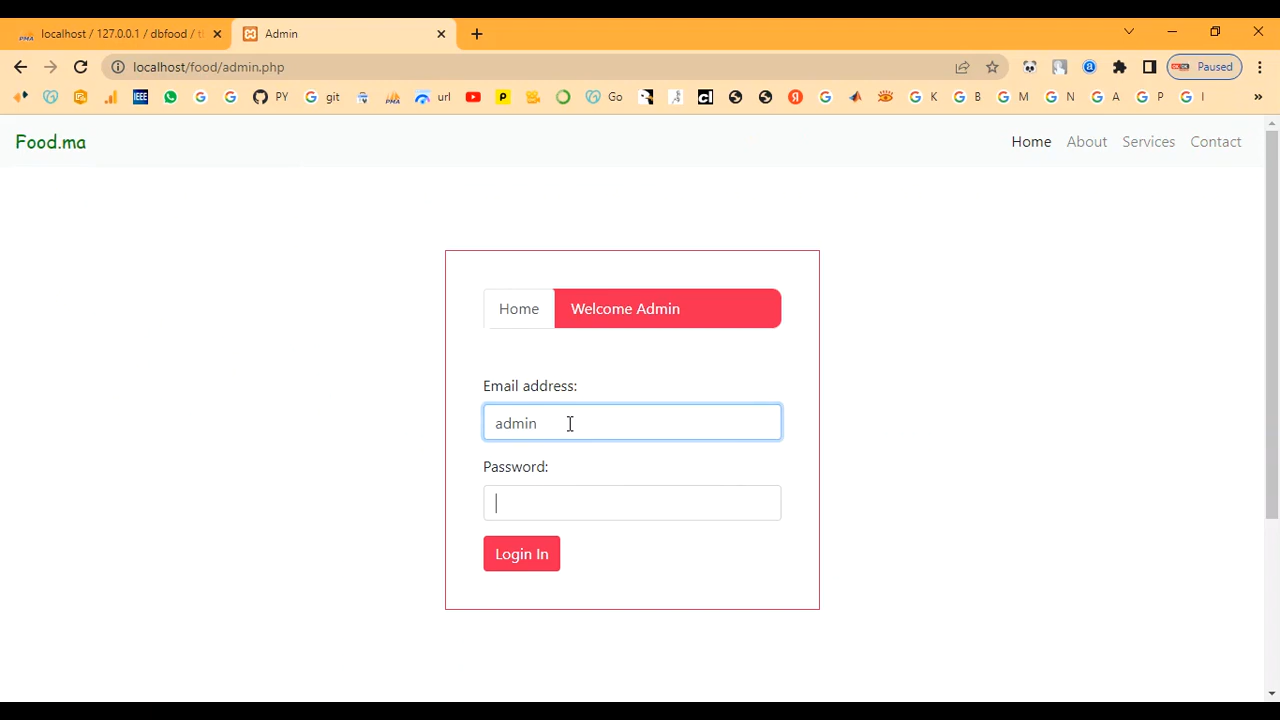 localhost / 127.0.0.1 / dbfood /
Admin
localhost/food/admin.php
Paused
IEEE
PY
git
url
Go
K
B
M
N
A
P
I
Food.ma
Home About Services Contact
Home Welcome Admin
Email address:
admin
Password:
Login In